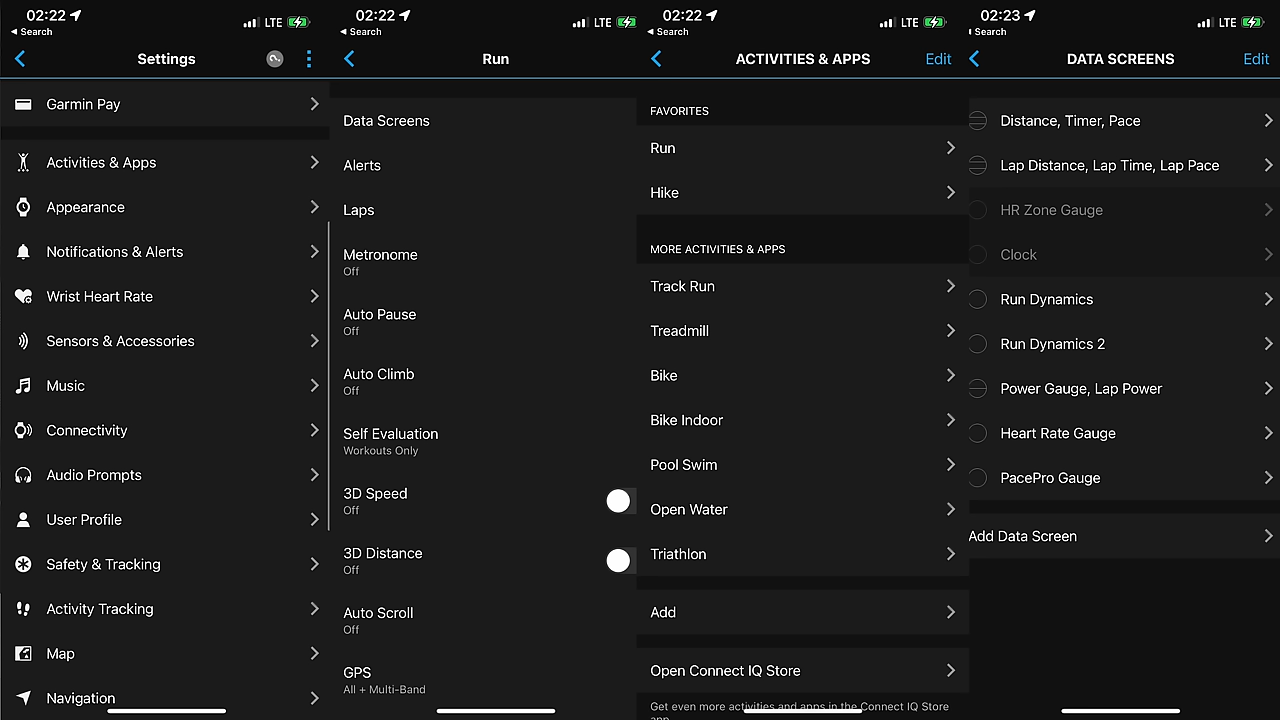 02:22
LTE
Search
Settings
?
Garmin Pay
Activities & Apps
Appearance
Notifications & Alerts
Wrist Heart Rate
Sensors & Accessories
Music
Connectivity
Audio Prompts
User Profile
Safety & Tracking
Activity Tracking
Map
Navigation
02:22
LTE
Search
Run
Data Screens
Alerts
Laps
Metronome
Off
Auto Pause
Off
Auto Climb
Off
Self Evaluation
Workouts Only
3D Speed
Off
3D Distance
Off
Auto Scroll
Off
GPS
All + Multi-Band
02:22
LTE
Search
ACTIVITIES & APPS
Edit
FAVORITES
Run
Hike
MORE ACTIVITIES & APPS
Track Run
Treadmill
Bike
Bike Indoor
Pool Swim
Open Water
Triathlon
Add
Open Connect IQ Store
Get even more activities and apps in the Connect IQ Store
app.
02:23
LTE
Search
DATA SCREENS
Edit
Distance, Timer, Pace
Lap Distance, Lap Time, Lap Pace
HR Zone Gauge
Clock
Run Dynamics
Run Dynamics 2
Power Gauge, Lap Power
Heart Rate Gauge
PacePro Gauge
Add Data Screen